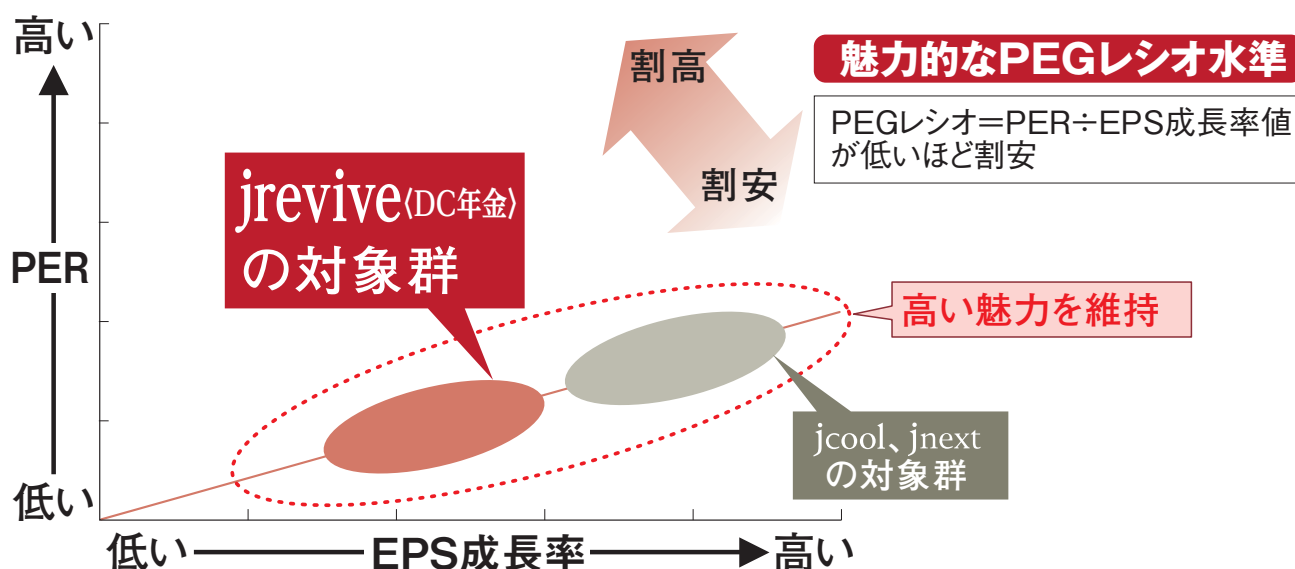 高い
PER
低い
低い
EPS成長率
高い
割高
割安
魅力的なPEGレシオ水準
PEGレシオ＝PER÷EPS成長率値
が低いほど割安
jrevive〈DC年金〉
の対象群
高い魅力を維持
jcool、jnext
の対象群